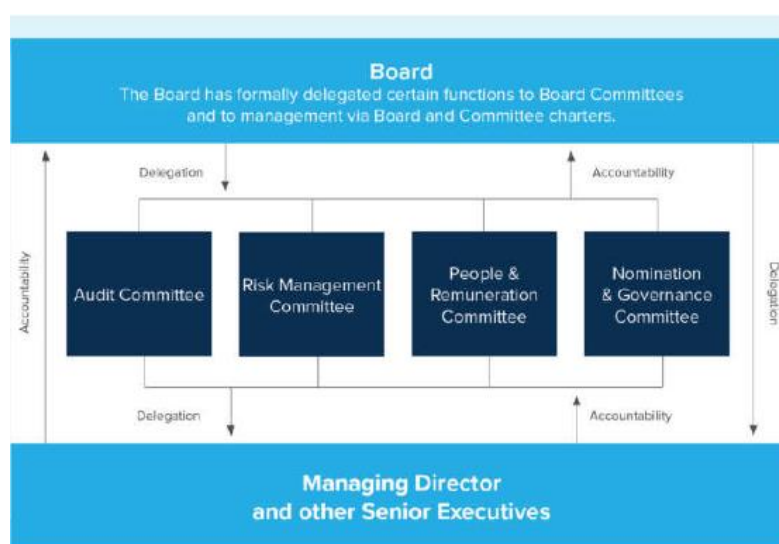 Board
The Board has formally delegated certain functions to Board Committees
and to management via Board and Committee charters.
Delegation
Accountability
Accountability
Audit Committee
Risk Management
Committee
People &
Remuneration
Committee
Nomination
& Governance
Committee
Delegation
Delegation
Accountability
Managing Director
and other Senior Executives